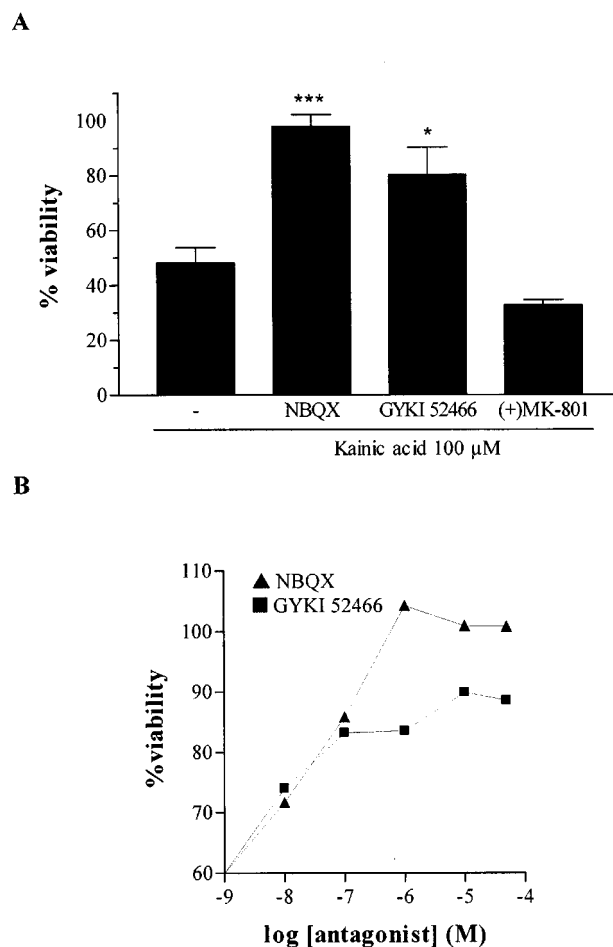 A
% viability
100
80
60
40
20
0
***
*
- NBQX GYKI 52466 (+)MK-801
Kainic acid 100 µM
B
%viability
110
100
90
80
70
60
NBQX
GYKI 52466
-9 -8 -7 -6 -5 -4
log [antagonist] (M)